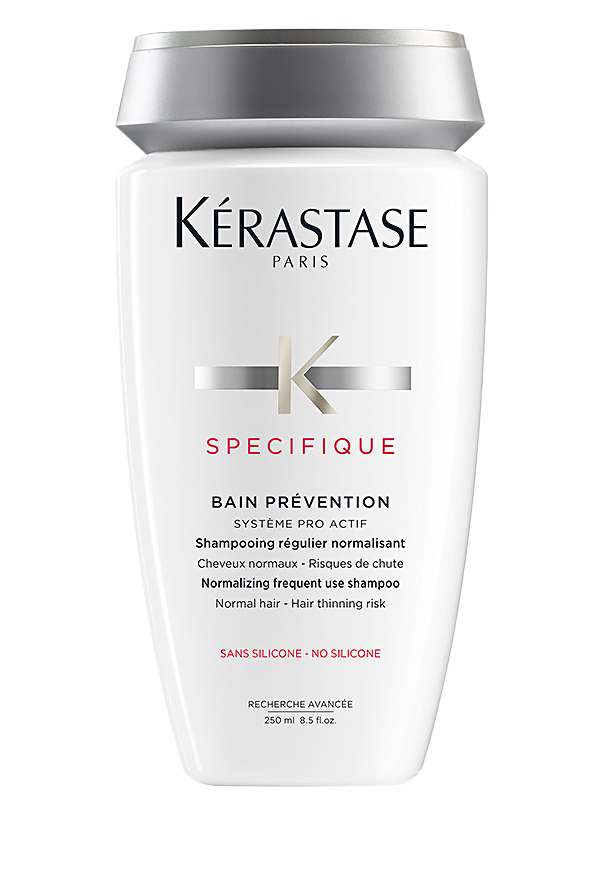 KÉRASTASE
PARIS
K
SPECIFIQUE
BAIN PRÉVENTION
SYSTÈME PRO ACTIF
Shampooing régulier normalisant
Cheveux normaux - Risques de chute
Normalizing frequent use shampoo
Normal hair - Hair thinning risk
SANS SILICONE - NO SILICONE
RECHERCHE AVANCÉE
250 ml 8.5 fl.oz.